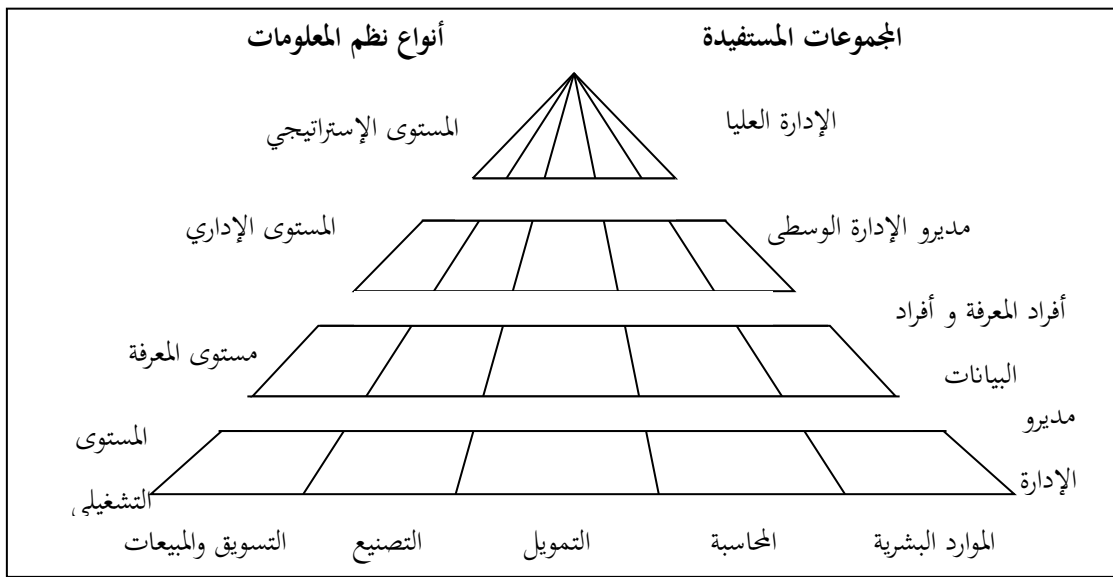 المجموعات المستفيدة
أنواع نظم المعلومات
الإدارة العليا
المستوى الإستراتيجي
مديرو الإدارة الوسطى
المستوى الإداري
أفراد المعرفة و أفراد
البيانات
مستوى المعرفة
مديرو
الإدارة
المستوى
التشغيلي
الموارد البشرية
المحاسبة
التمويل
التصنيع
التسويق والمبيعات